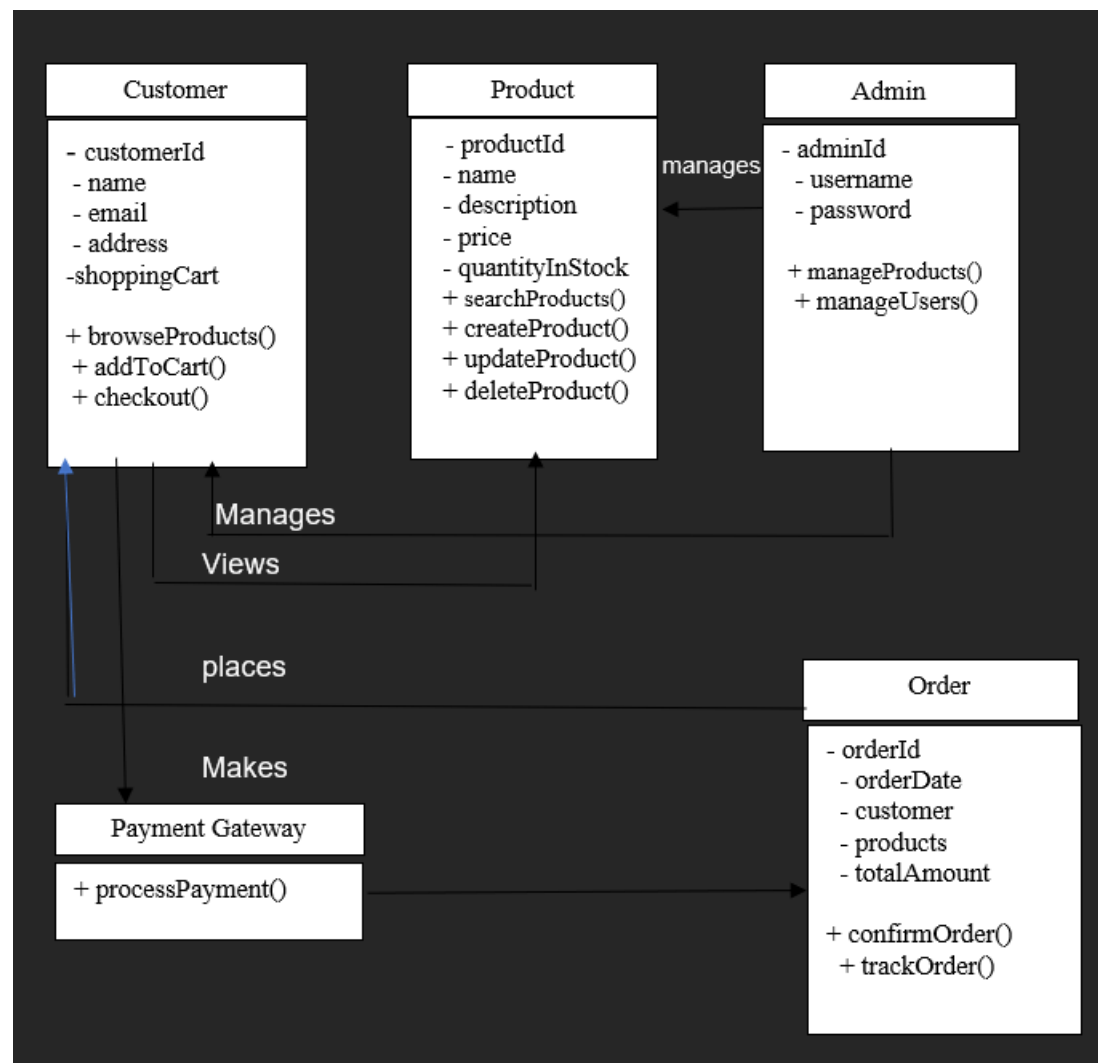 Customer
- customerId
- name
- email
- address
-shoppingCart
+ browseProducts()
+ addToCart()
+ checkout()
Product
- productId
- name
- description
- price
- quantityInStock
+ searchProducts()
+ createProduct()
+ updateProduct()
+ deleteProduct()
manages
Admin
- adminId
- username
- password
+ manageProducts()
+ manageUsers()
Manages
Views
places
Makes
Payment Gateway
+ processPayment()
Order
- orderId
- orderDate
- customer
- products
- totalAmount
+ confirmOrder()
+ trackOrder()